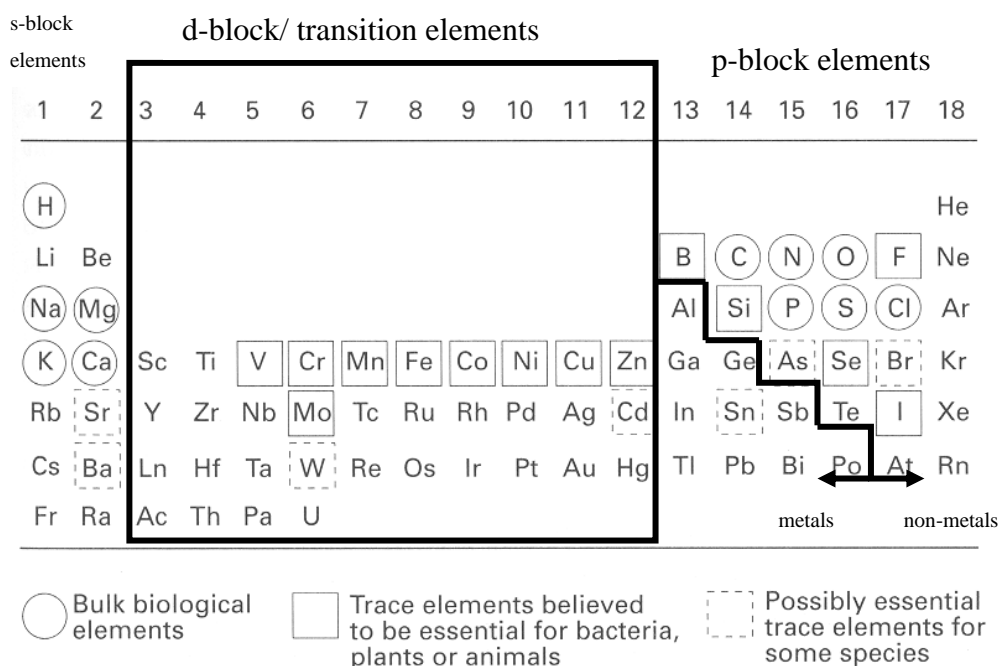 s-block
elements
d-block/ transition elements
p-block elements
1 2 3 4 5 6 7 8 9 10 11 12 13 14 15 16 17 18
H He
Li Be B C N O F Ne
Na Mg Al Si P S Cl Ar
K Ca Sc Ti V Cr Mn Fe Co Ni Cu Zn Ga Ge As Se Br Kr
Rb Sr Y Zr Nb Mo Tc Ru Rh Pd Ag Cd In Sn Sb Te I Xe
Cs Ba Ln Hf Ta W Re Os Ir Pt Au Hg Tl Pb Bi Po At Rn
Fr Ra Ac Th Pa U
metals non-metals
Bulk biological
elements
Trace elements believed
to be essential for bacteria,
plants or animals
Possibly essential
trace elements for
some species